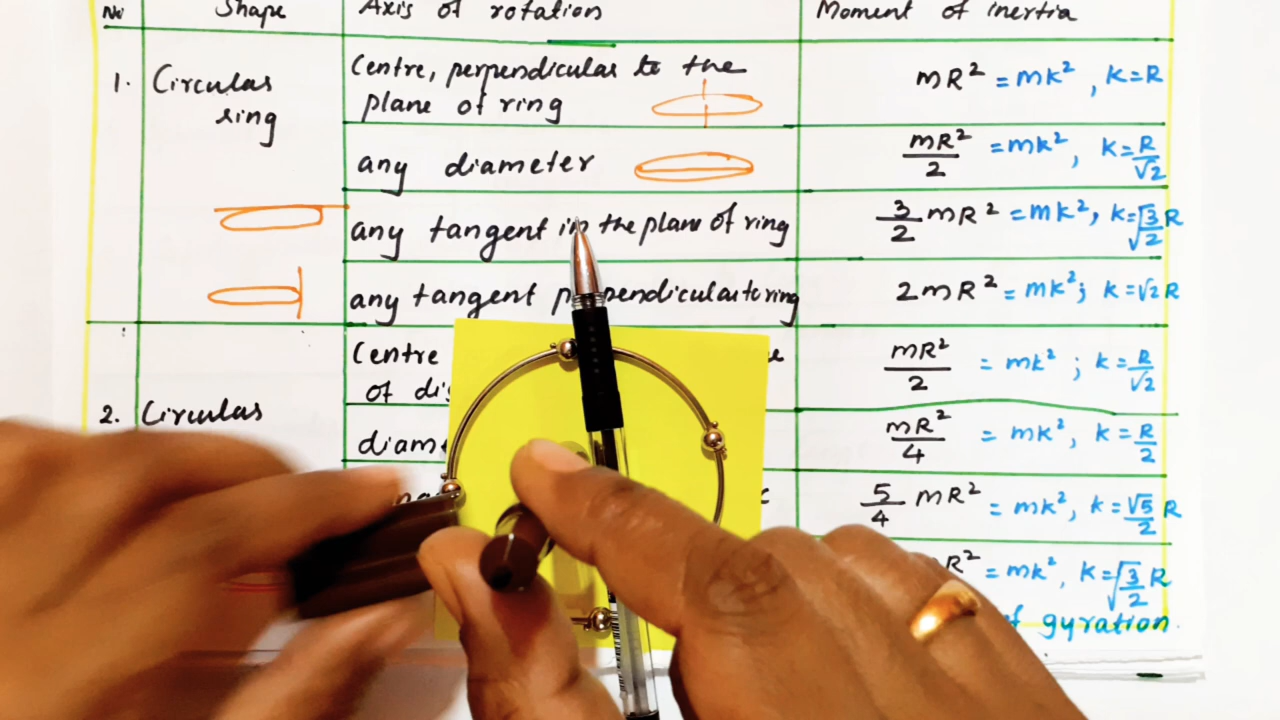 No Shape Axis of rotation Moment of inertia
1. Circular ring
Centre, perpendicular to the
plane of ring
mR² = mk², k=R
any diameter
mR²/2 = mk², k=R/√2
any tangent in the plane of ring
3/2 mR² = mk², k=√3/2 R
any tangent perpendicular to ring
2mR² = mk²; k=√2R
2. Circular
Centre
of dis
mR²/2 = mk²; k=R/√2
diam
mR²/4 = mk², k=R/2
5/4 mR² = mk², k=√5/2 R
R² = mk², k=√3/2 R
gyration